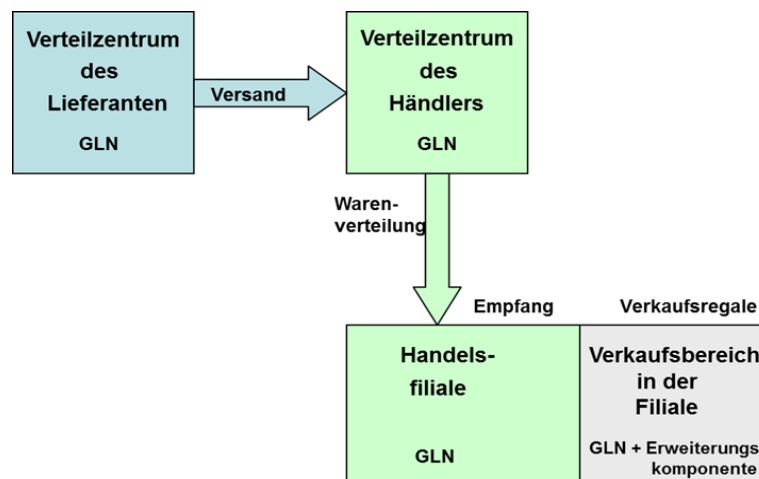 Verteilzentrum
des
Lieferanten
GLN
Versand
Verteilzentrum
des
Händlers
GLN
Waren-
verteilung
Empfang
Verkaufsregale
Handels-
filiale
GLN
Verkaufsbereich
in der
Filiale
GLN + Erweiterungs
komponente